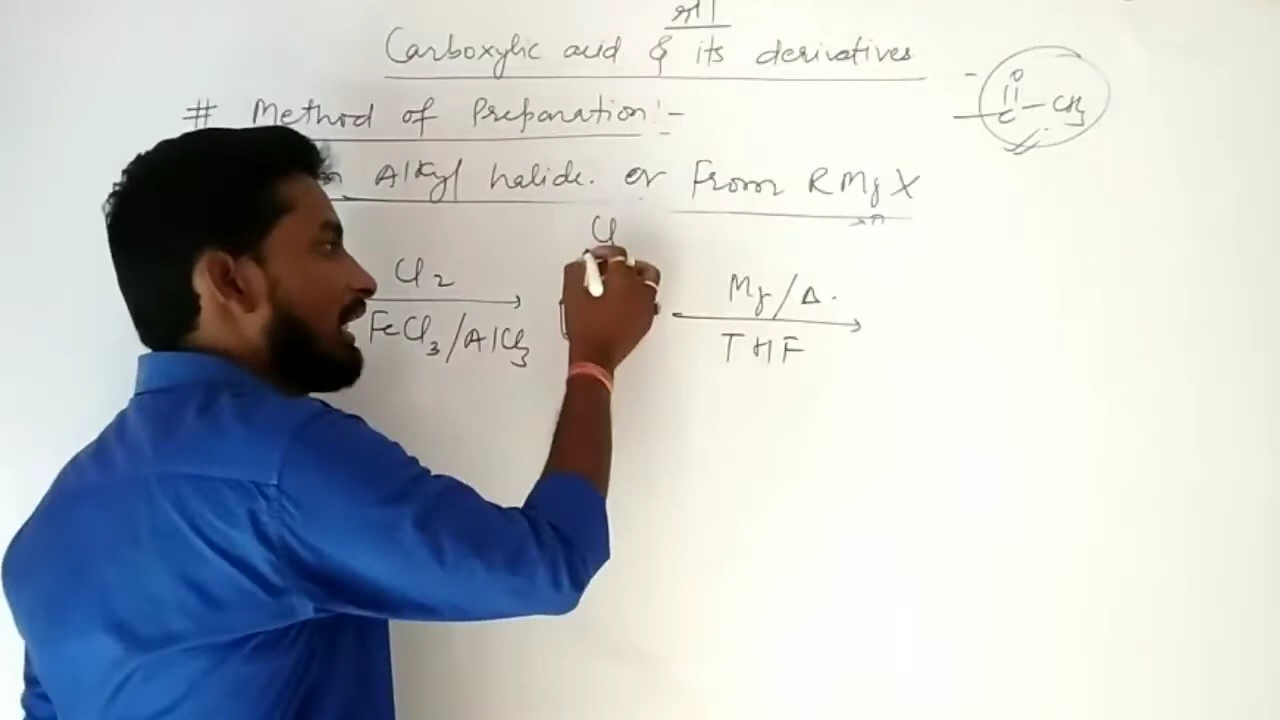 श्री
Carboxylic acid & its derivatives
# Method of Preparation:-
Alkyl halide. or From RMgX
O
C-CH3
Cl
Cl2
FeCl3/AlCl3
Mg/Δ.
THF